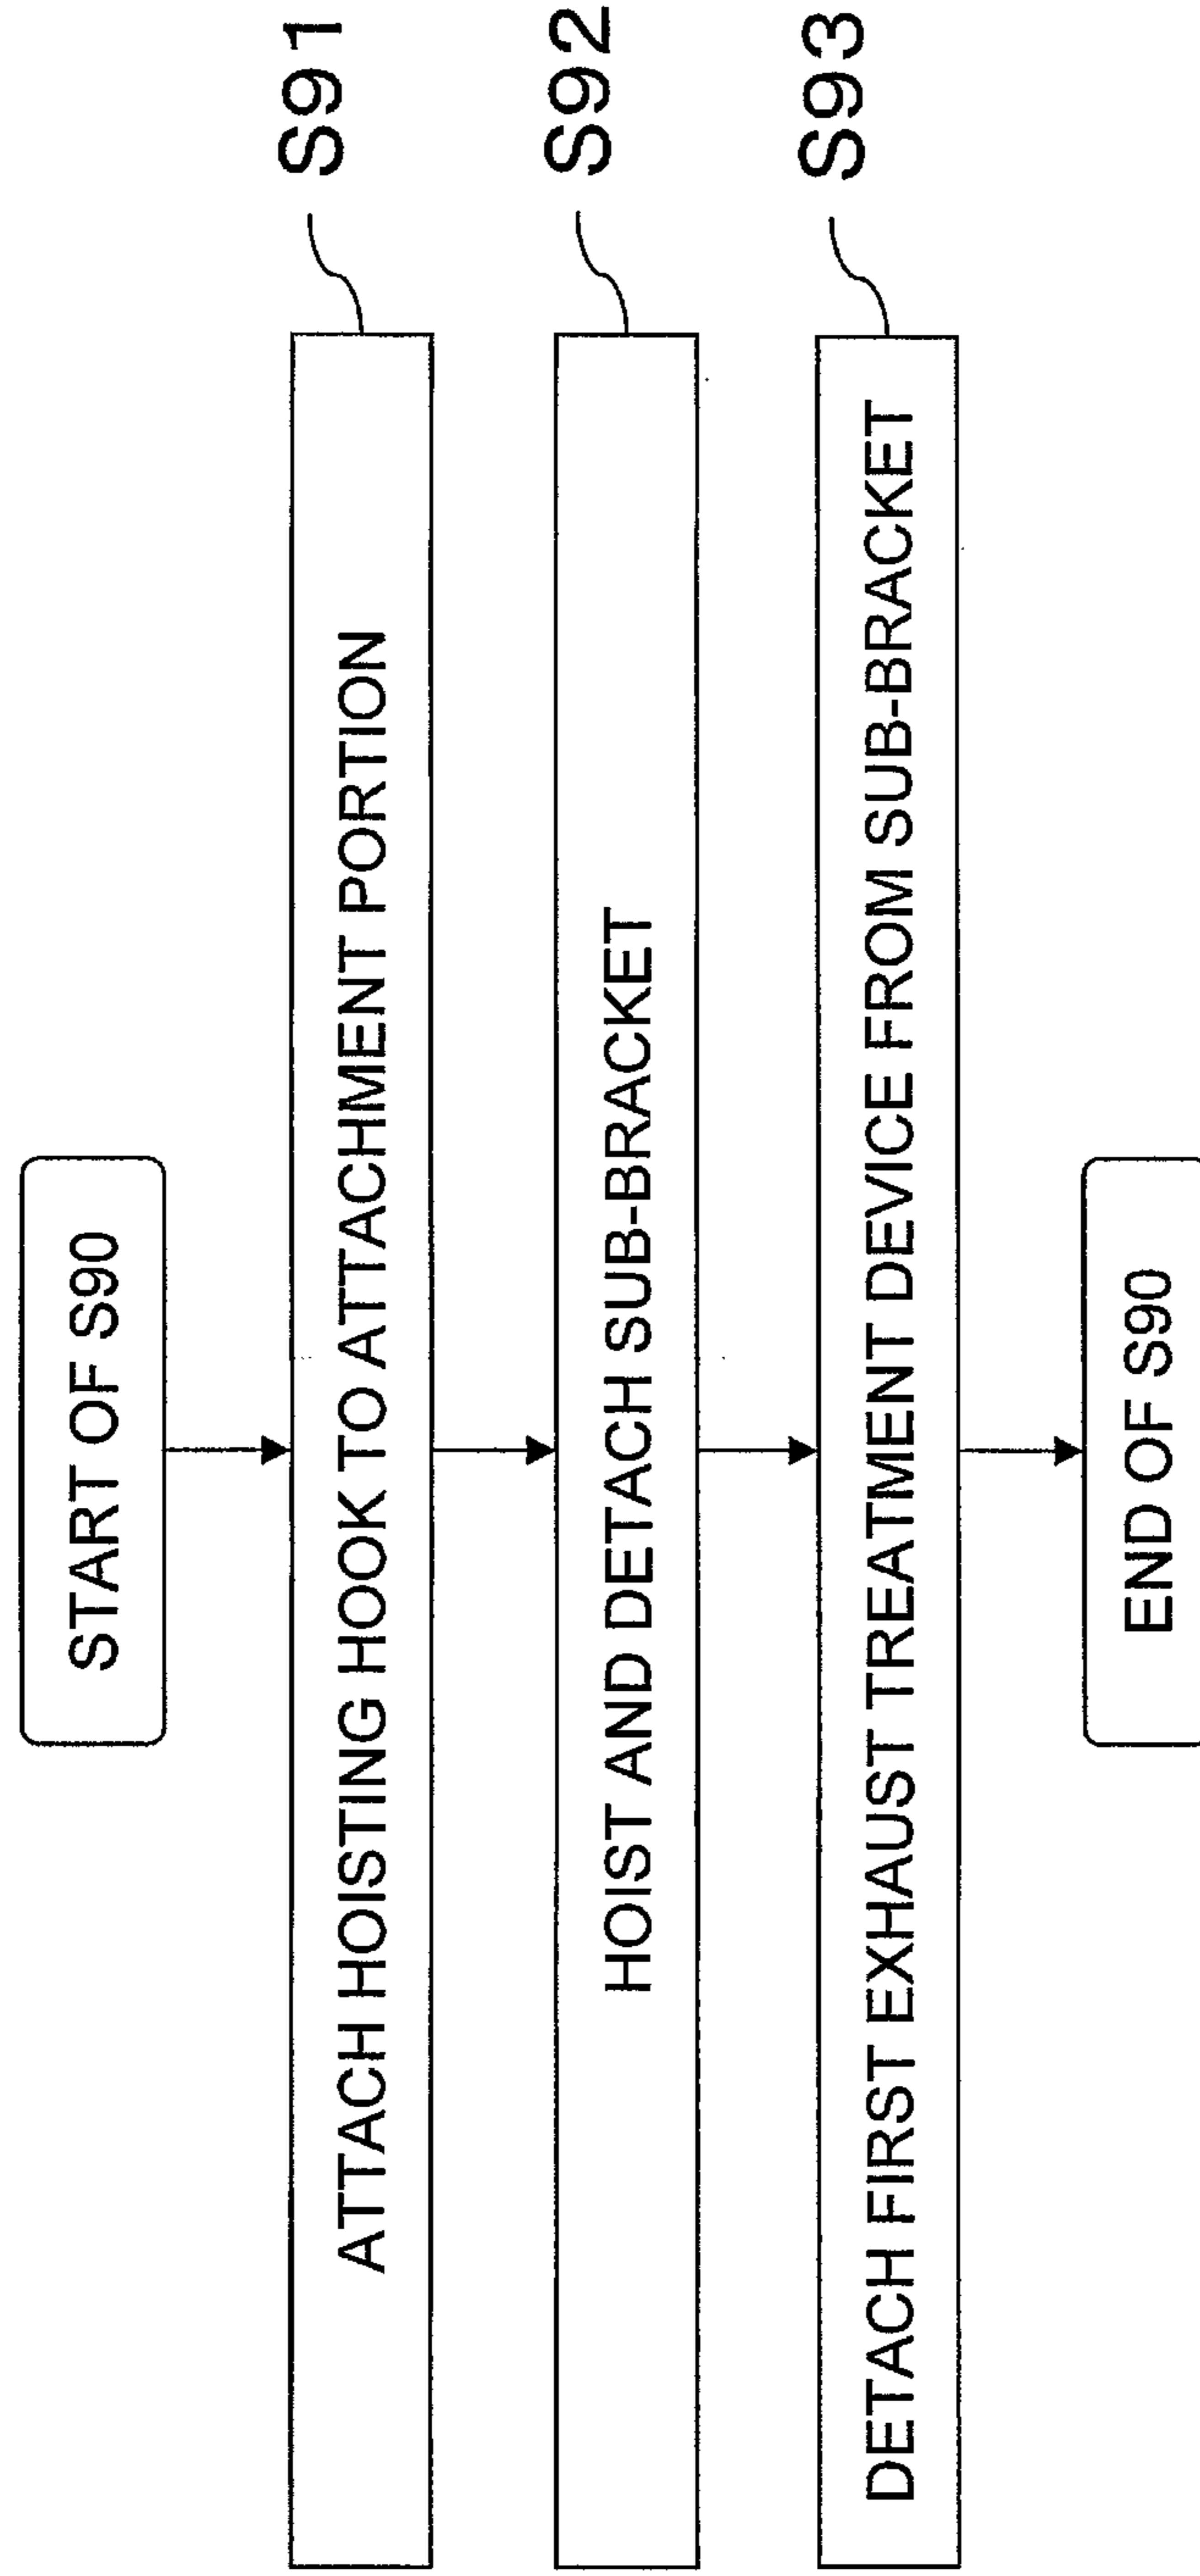 START OF S90
ATTACH HOISTING HOOK TO ATTACHMENT PORTION
S91
HOIST AND DETACH SUB-BRACKET
S92
DETACH FIRST EXHAUST TREATMENT DEVICE FROM SUB-BRACKET
S93
END OF S90